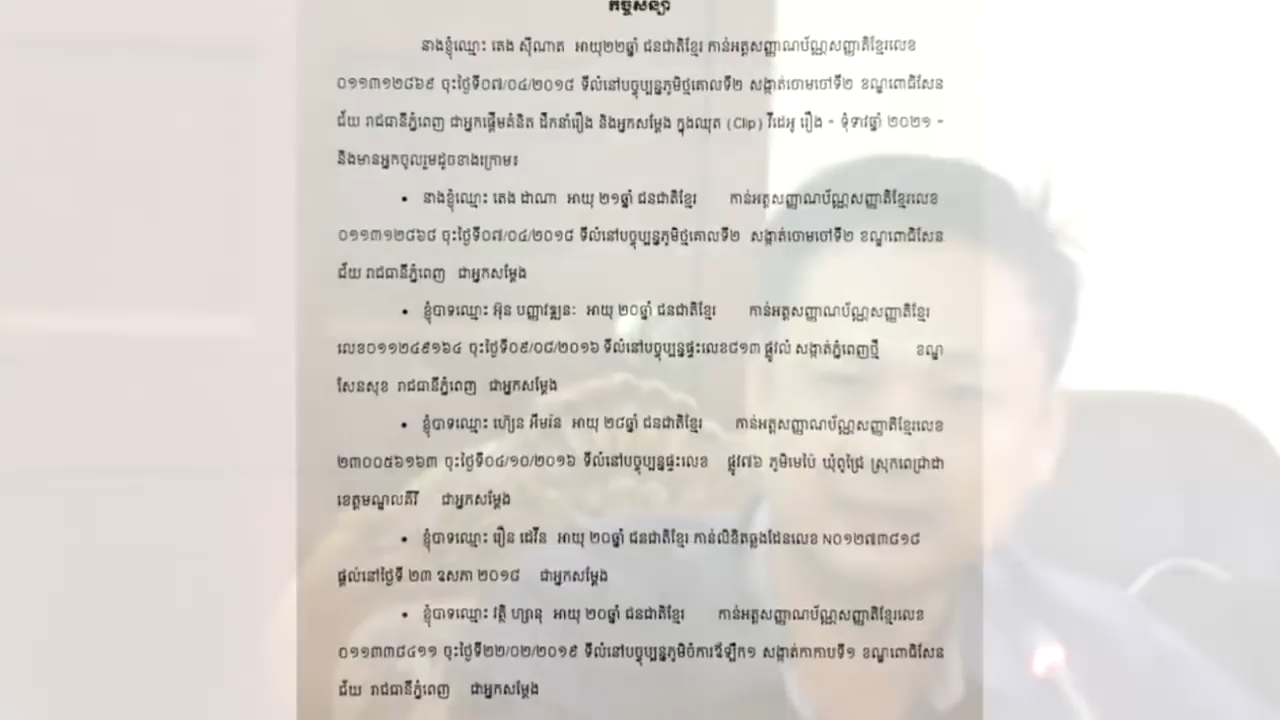 កិច្ចសន្យា
នាងខ្ញុំឈ្មោះ តេង ស៊ីណាត អាយុ២២ឆ្នាំ ជនជាតិខ្មែរ កាន់អត្តសញ្ញាណប័ណ្ណសញ្ញាតិខ្មែរលេខ
០១១៣១២៨៦៩ ចុះថ្ងៃទី០៧/០៤/២០១៨ ទីលំនៅបច្ចុប្បន្នភូមិថ្មគោលទី២ សង្កាត់ចោមចៅទី២ ខណ្ឌពោធិ៍សែន
ជ័យ រាជធានីភ្នំពេញ ជាអ្នកផ្តើមគំនិត ដឹកនាំរឿង និងអ្នកសម្តែង ក្នុងឈុត (Clip) វីដេអូ រឿង - ទុំទាវឆ្នាំ ២០២១ -
និងមានអ្នកចូលរួមដូចខាងក្រោម៖
• នាងខ្ញុំឈ្មោះ តេង ដាណា អាយុ ២១ឆ្នាំ ជនជាតិខ្មែរ កាន់អត្តសញ្ញាណប័ណ្ណសញ្ញាតិខ្មែរលេខ
០១១៣១២៨៦៨ ចុះថ្ងៃទី០៧/០៤/២០១៨ ទីលំនៅបច្ចុប្បន្នភូមិថ្មគោលទី២ សង្កាត់ចោមចៅទី២ ខណ្ឌពោធិ៍សែន
ជ័យ រាជធានីភ្នំពេញ ជាអ្នកសម្តែង
• ខ្ញុំបាទឈ្មោះ អ៊ុន បញ្ញាវឌ្ឍនៈ អាយុ ២០ឆ្នាំ ជនជាតិខ្មែរ កាន់អត្តសញ្ញាណប័ណ្ណសញ្ញាតិខ្មែរ
លេខ០១១២៤៩១៦៤ ចុះថ្ងៃទី០៩/០៨/២០១៦ ទីលំនៅបច្ចុប្បន្នផ្ទះលេខ៨១៣ ផ្លូវលំ សង្កាត់ភ្នំពេញថ្មី ខណ្ឌ
សែនសុខ រាជធានីភ្នំពេញ ជាអ្នកសម្តែង
• ខ្ញុំបាទឈ្មោះ ហ៊្សេន អឹមរ៉ន អាយុ ២៨ឆ្នាំ ជនជាតិខ្មែរ កាន់អត្តសញ្ញាណប័ណ្ណសញ្ញាតិខ្មែរលេខ
២៣០០៥៦១៦៣ ចុះថ្ងៃទី០៤/១០/២០១៦ ទីលំនៅបច្ចុប្បន្នផ្ទះលេខ ផ្លូវ៧៦ ភូមិមេប៉ៃ ឃុំពូជ្រៃ ស្រុកពេជ្រាដា
ខេត្តមណ្ឌលគិរី ជាអ្នកសម្តែង
• ខ្ញុំបាទឈ្មោះ រឿន ដេវីន អាយុ ២០ឆ្នាំ ជនជាតិខ្មែរ កាន់លិខិតឆ្លងដែនលេខ N០១២៧៣៨១៨
ផ្តល់នៅថ្ងៃទី ២៣ ឧសភា ២០១៨ ជាអ្នកសម្តែង
• ខ្ញុំបាទឈ្មោះ វត្តិ ហ្សានុ អាយុ ២០ឆ្នាំ ជនជាតិខ្មែរ កាន់អត្តសញ្ញាណប័ណ្ណសញ្ញាតិខ្មែរលេខ
០១១៣៣៨៤១១ ចុះថ្ងៃទី២២/០២/២០១៩ ទីលំនៅបច្ចុប្បន្នភូមិចំការឪឡឹក១ សង្កាត់កាកាបទី១ ខណ្ឌពោធិ៍សែន
ជ័យ រាជធានីភ្នំពេញ ជាអ្នកសម្តែង